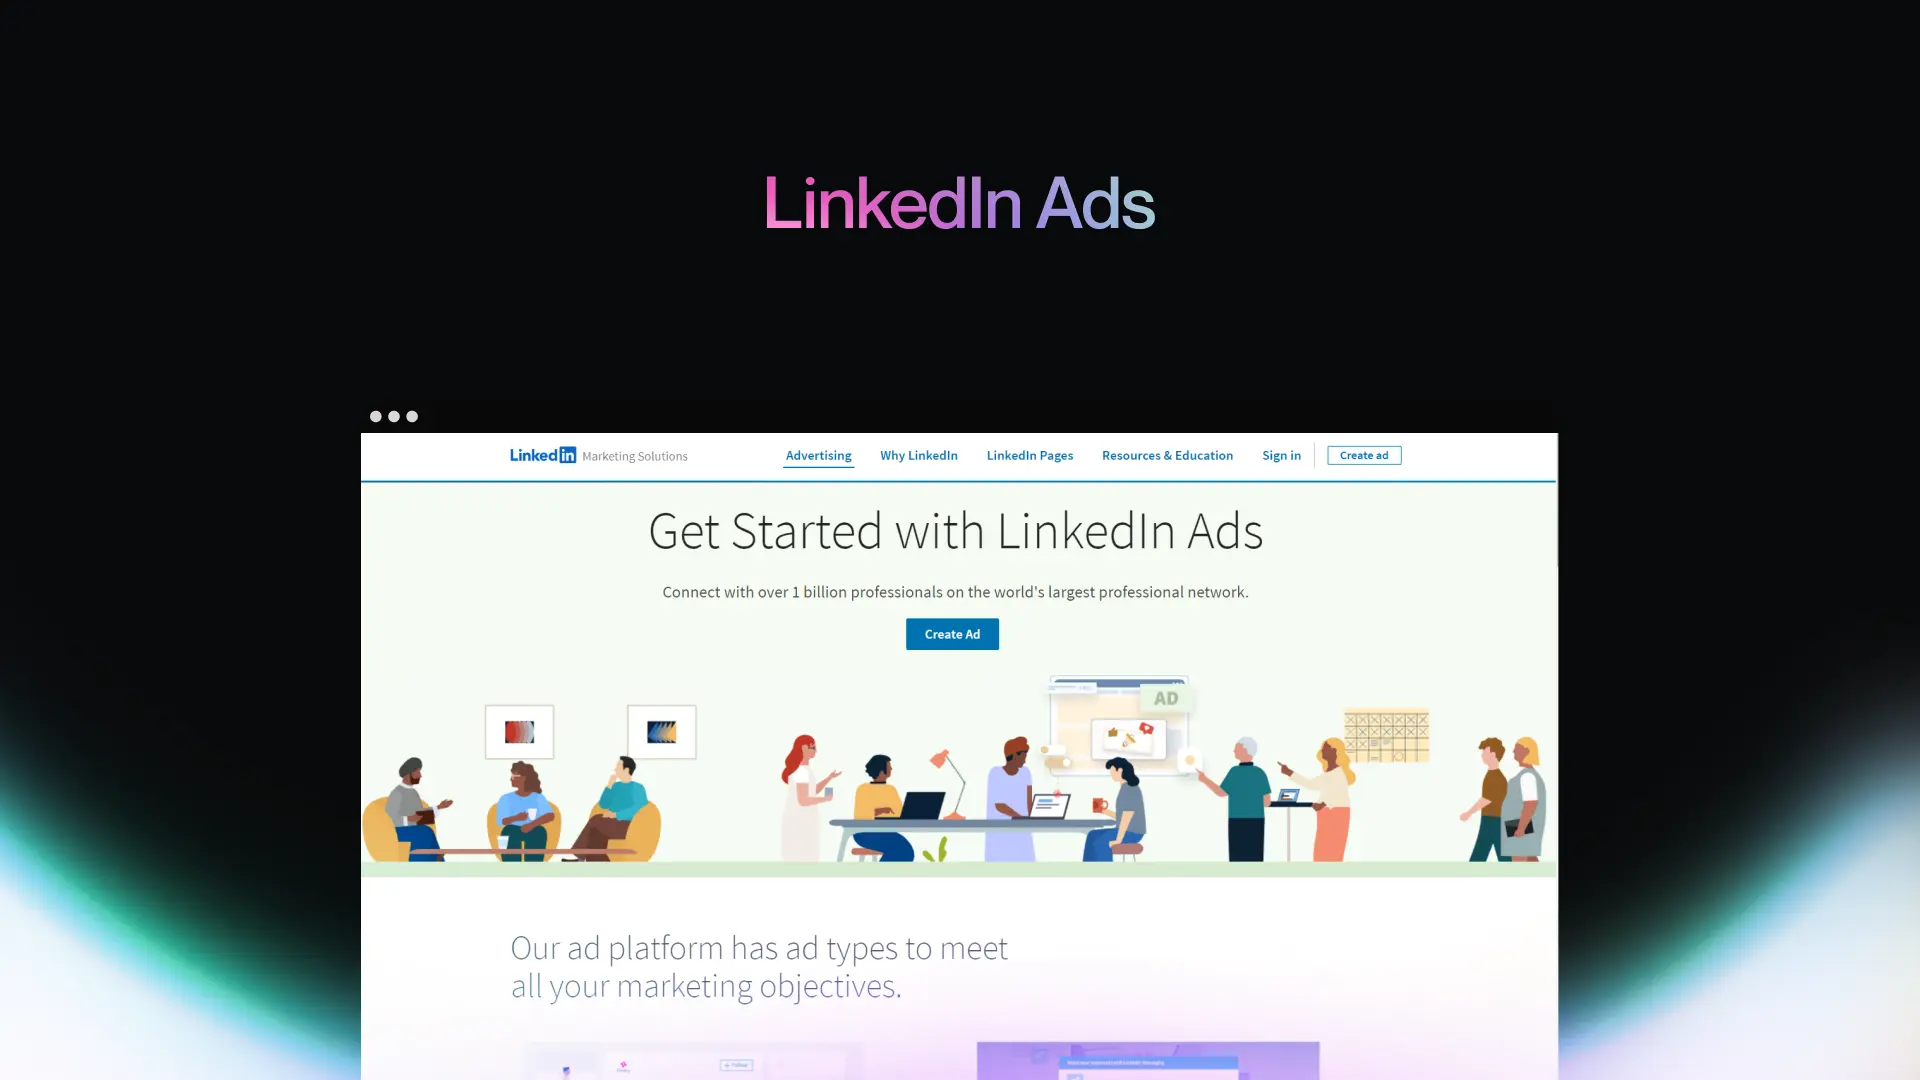 LinkedIn Ads
Linked in Marketing Solutions
Advertising
Why LinkedIn
LinkedIn Pages
Resources & Education
Sign in
Create ad
Get Started with LinkedIn Ads
Connect with over 1 billion professionals on the world's largest professional network.
Create Ad
AD
Our ad platform has ad types to meet
all your marketing objectives.